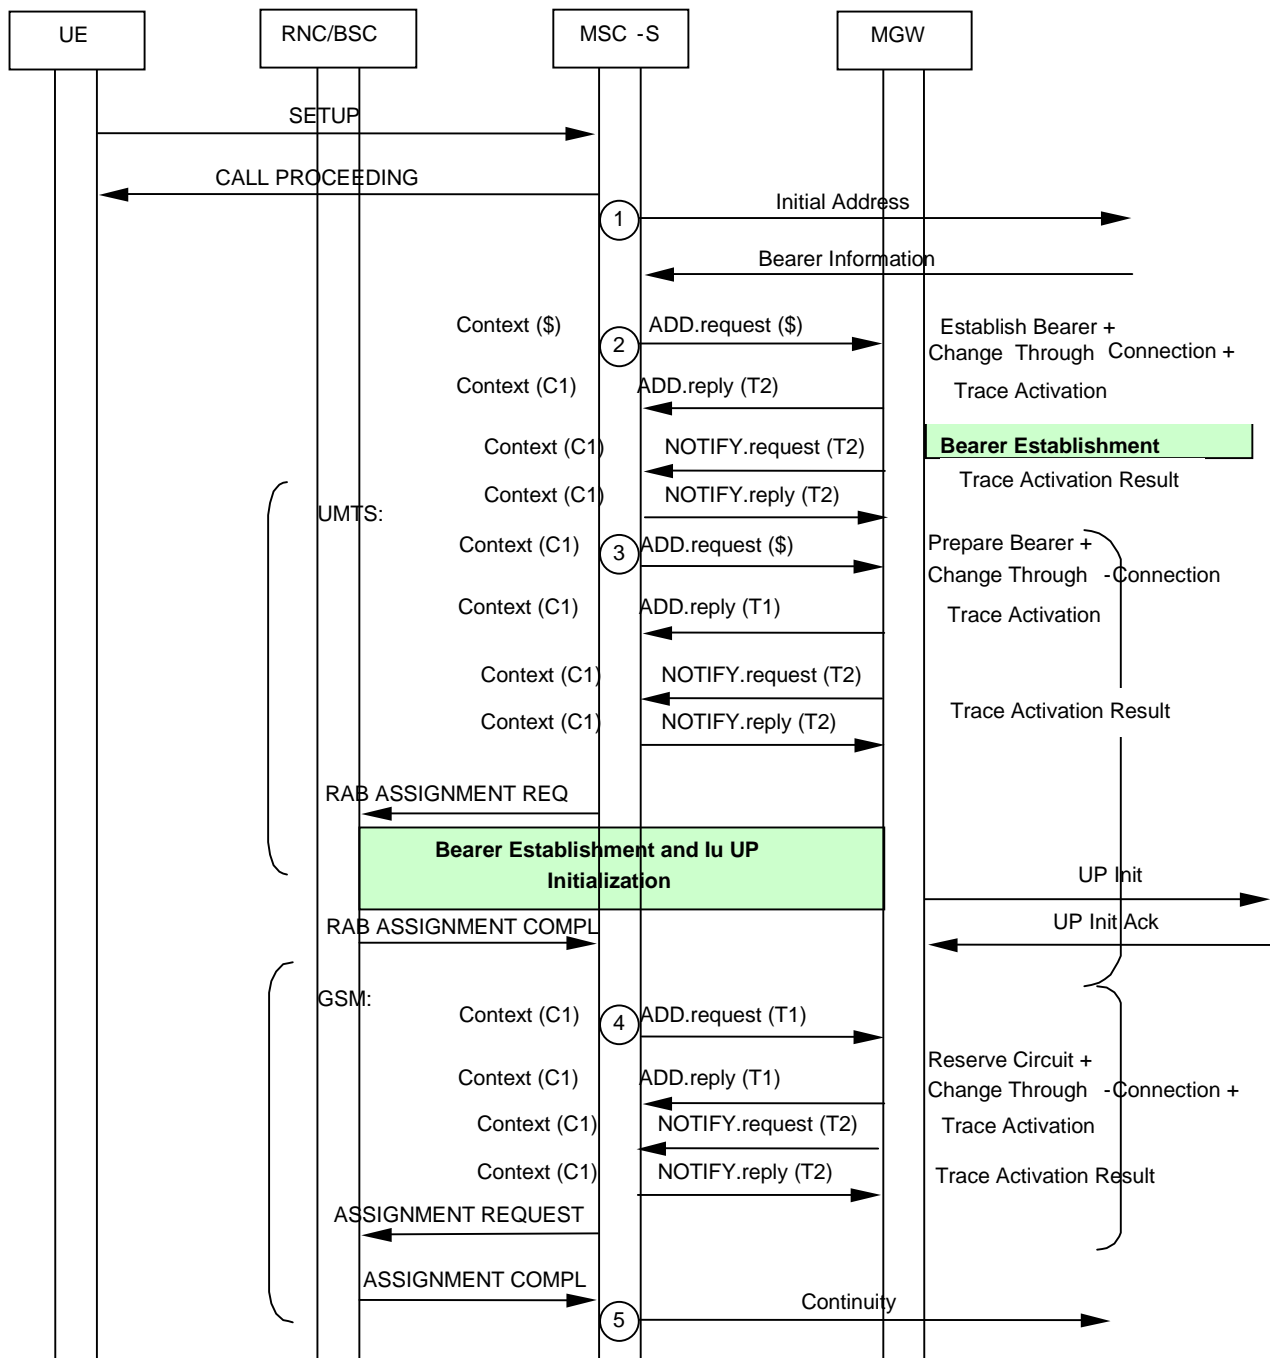 UE
RNC/BSC
MSC -S
MGW
SETUP
CALL PROCEEDING
1
Initial Address
Bearer Information
Context ($)
2
ADD.request ($)
Establish Bearer +
Change Through Connection +
Context (C1)
ADD.reply (T2)
Trace Activation
Context (C1)
NOTIFY.request (T2)
Bearer Establishment
Trace Activation Result
Context (C1)
NOTIFY.reply (T2)
UMTS:
Context (C1)
3
ADD.request ($)
Prepare Bearer +
Change Through -Connection
Context (C1)
ADD.reply (T1)
Trace Activation
Context (C1)
NOTIFY.request (T2)
Trace Activation Result
Context (C1)
NOTIFY.reply (T2)
RAB ASSIGNMENT REQ
Bearer Establishment and Iu UP
Initialization
UP Init
RAB ASSIGNMENT COMPL
UP Init Ack
GSM:
Context (C1)
4
ADD.request (T1)
Reserve Circuit +
Context (C1)
ADD.reply (T1)
Change Through -Connection +
Context (C1)
NOTIFY.request (T2)
Trace Activation
Context (C1)
NOTIFY.reply (T2)
Trace Activation Result
ASSIGNMENT REQUEST
ASSIGNMENT COMPL
5
Continuity